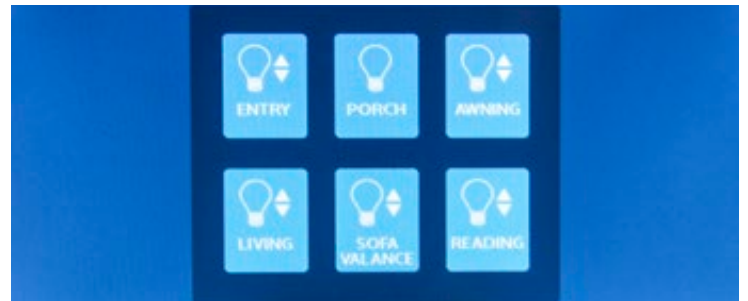 ENTRY
PORCH
AWNING
LIVING
SOFA
VALANCE
READING